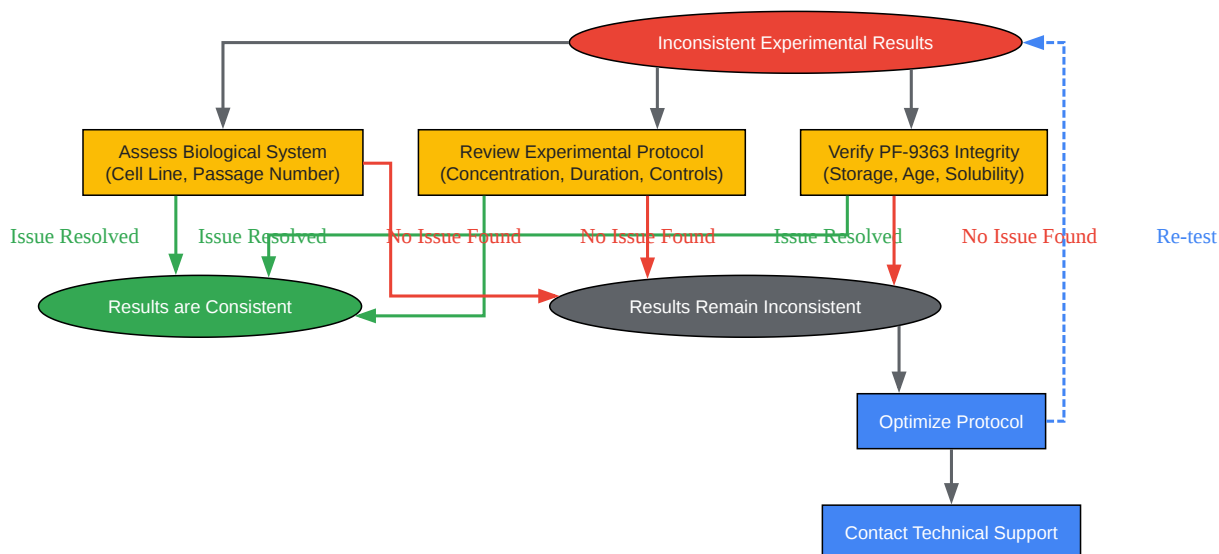 Inconsistent Experimental Results
Assess Biological System
(Cell Line, Passage Number)
Review Experimental Protocol
(Concentration, Duration, Controls)
Verify PF-9363 Integrity
(Storage, Age, Solubility)
Issue Resolved
Issue Resolved
No Issue Found
No Issue Found
Issue Resolved
No Issue Found
Re-test
Results are Consistent
Results Remain Inconsistent
Optimize Protocol
Contact Technical Support